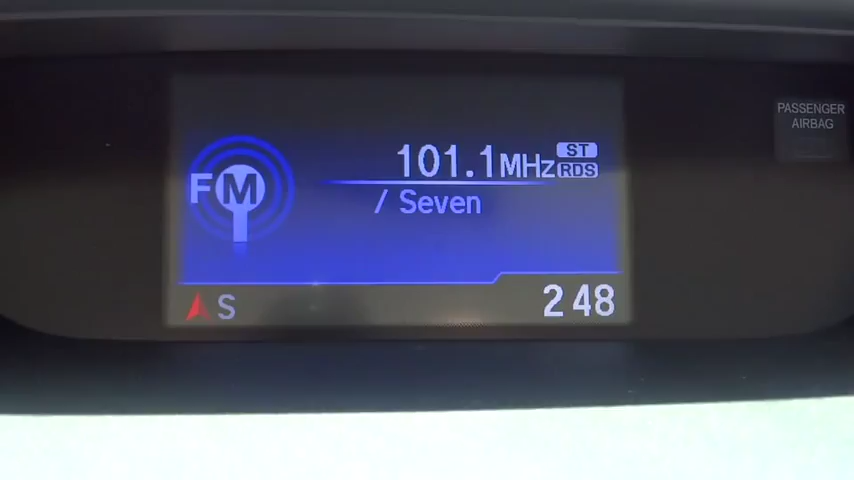 PASSENGER
AIRBAG
FM
101.1MHz ST
RDS
/ Seven
S
2 48